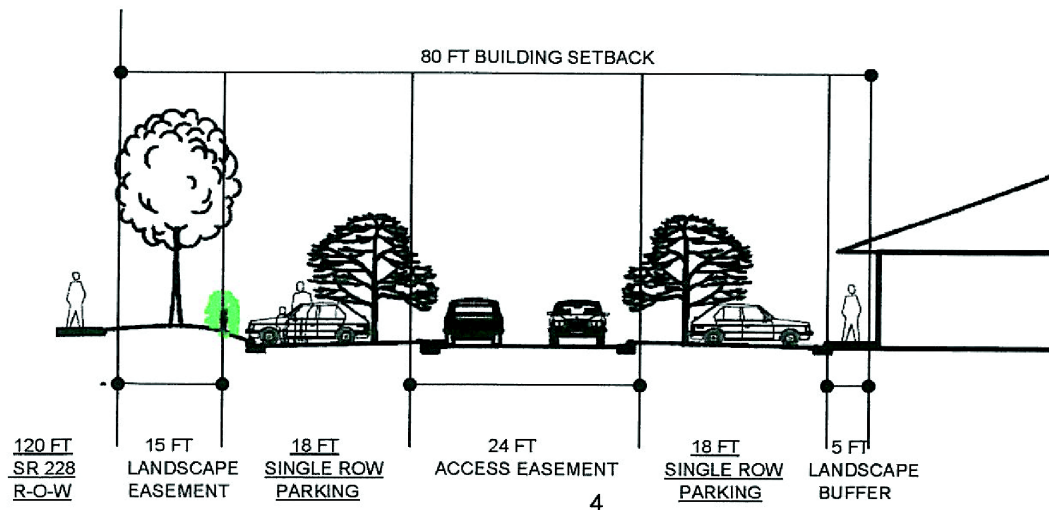 80 FT BUILDING SETBACK
120 FT
SR 228
R-O-W
15 FT
LANDSCAPE
EASEMENT
18 FT
SINGLE ROW
PARKING
24 FT
ACCESS EASEMENT
18 FT
SINGLE ROW
PARKING
5 FT
LANDSCAPE
BUFFER
4